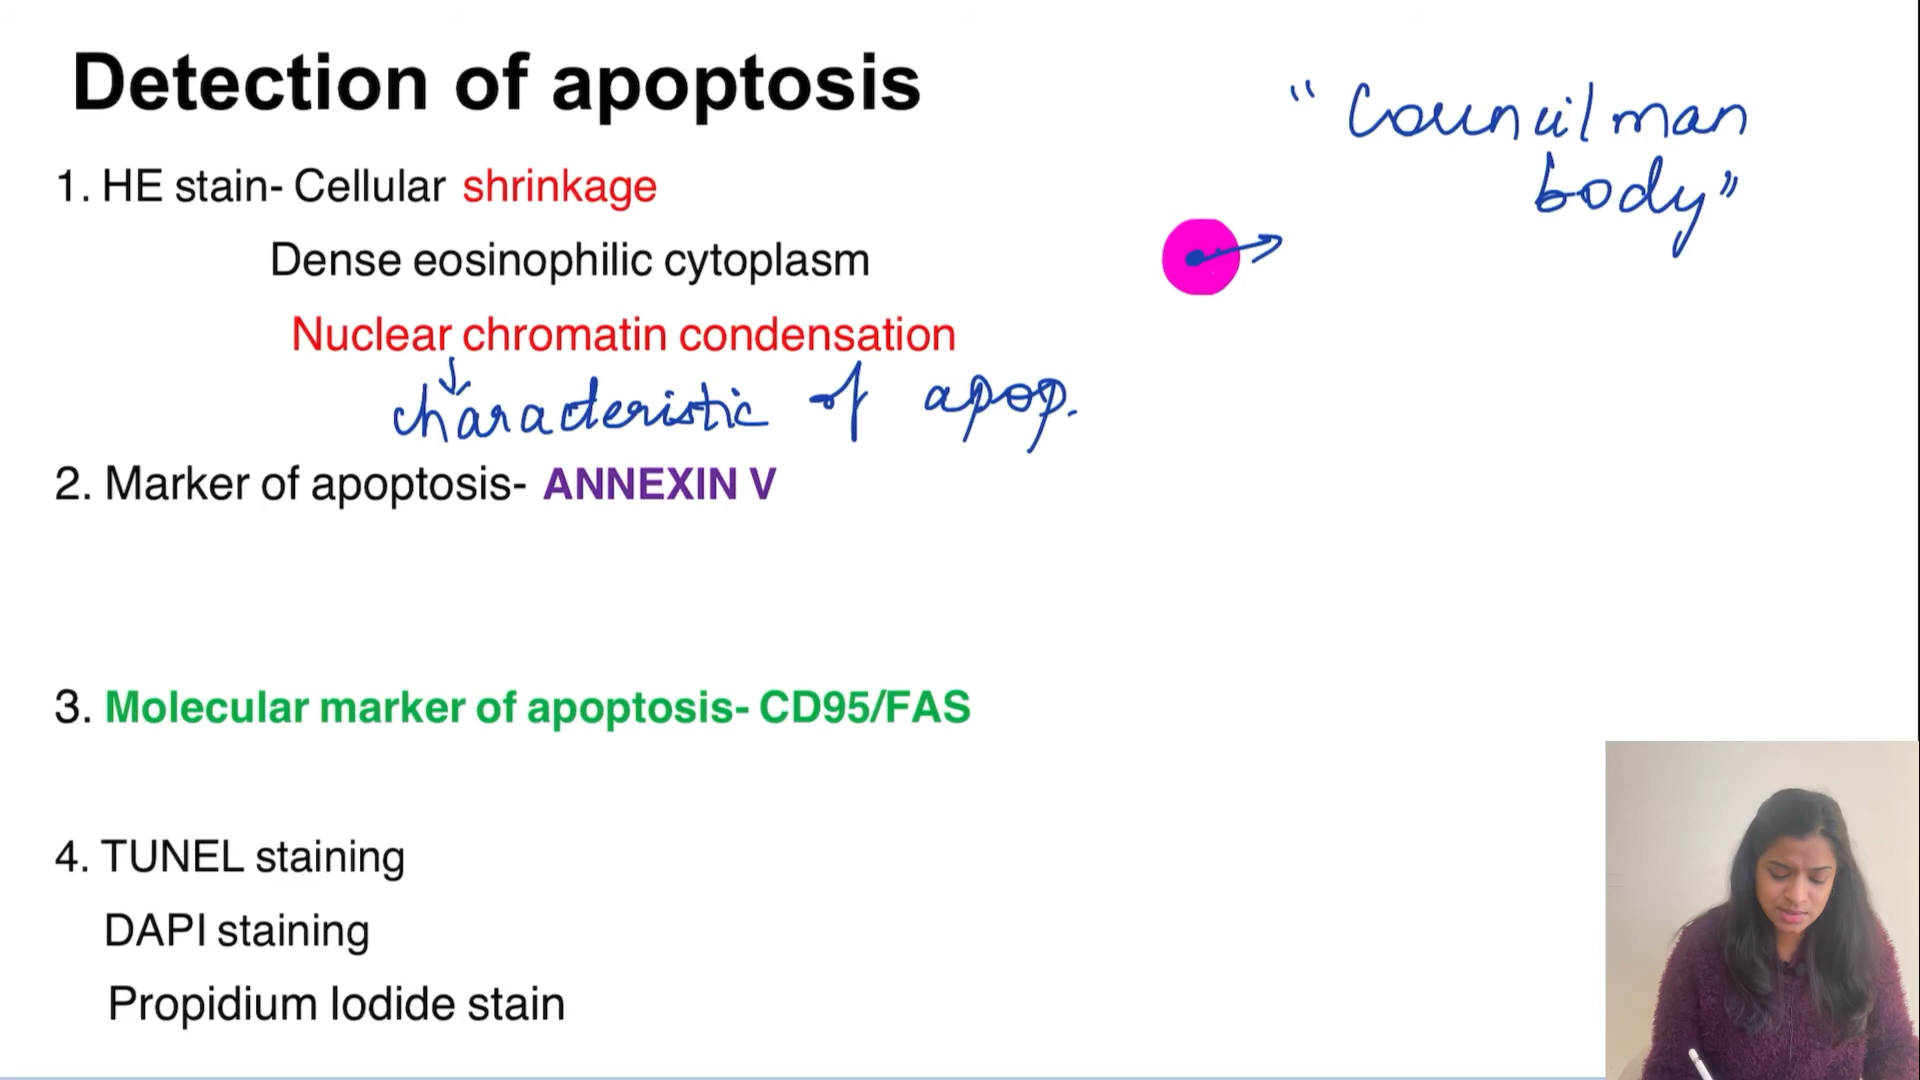 Detection of apoptosis
"Councilman
body"
1. HE stain- Cellular shrinkage
Dense eosinophilic cytoplasm
Nuclear chromatin condensation
characteristic of apop.
2. Marker of apoptosis- ANNEXIN V
3. Molecular marker of apoptosis- CD95/FAS
4. TUNEL staining
DAPI staining
Propidium Iodide stain